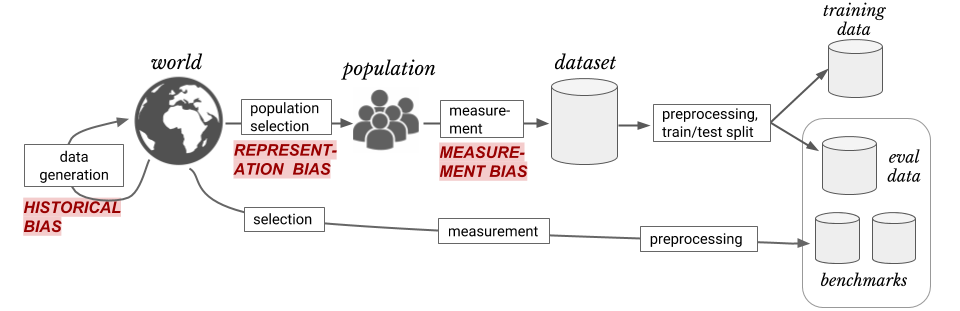 training
data
world
population
dataset
population
selection
measure-
ment
preprocessing,
train/test split
REPRESENT-
ATION BIAS
MEASURE-
MENT BIAS
data
generation
eval
data
HISTORICAL
BIAS
selection
measurement
preprocessing
benchmarks